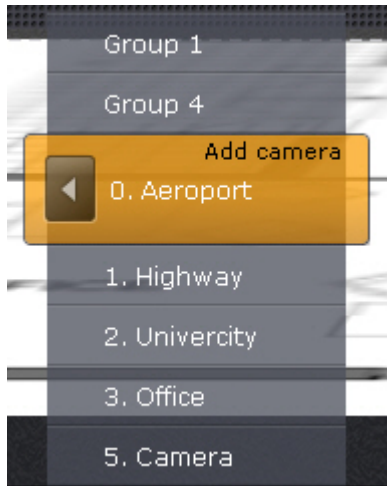 Group 1
Group 4
Add camera
0. Aeroport
1. Highway
2. Univercity
3. Office
5. Camera